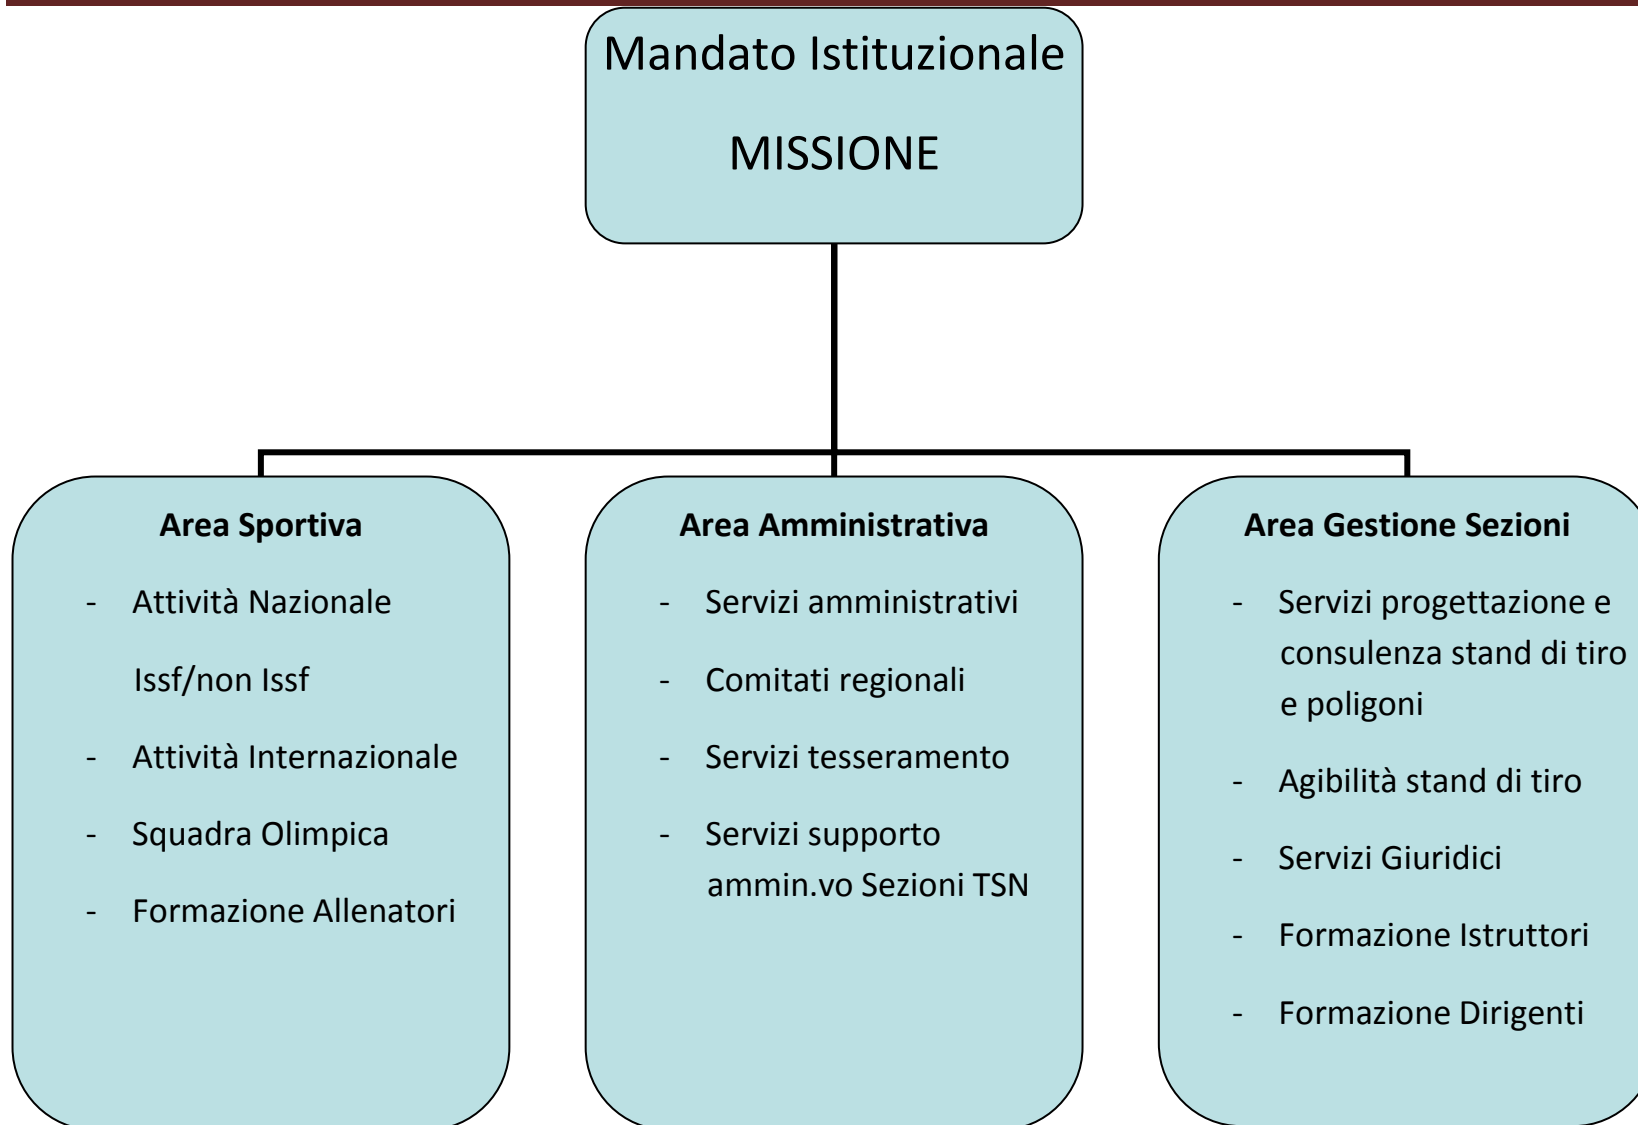 Mandato Istituzionale
MISSIONE
Area Sportiva
- Attività Nazionale
Issf/non Issf
- Attività Internazionale
- Squadra Olimpica
- Formazione Allenatori
Area Amministrativa
- Servizi amministrativi
- Comitati regionali
- Servizi tesseramento
- Servizi supporto
ammin.vo Sezioni TSN
Area Gestione Sezioni
- Servizi progettazione e
consulenza stand di tiro
e poligoni
- Agibilità stand di tiro
- Servizi Giuridici
- Formazione Istruttori
- Formazione Dirigenti